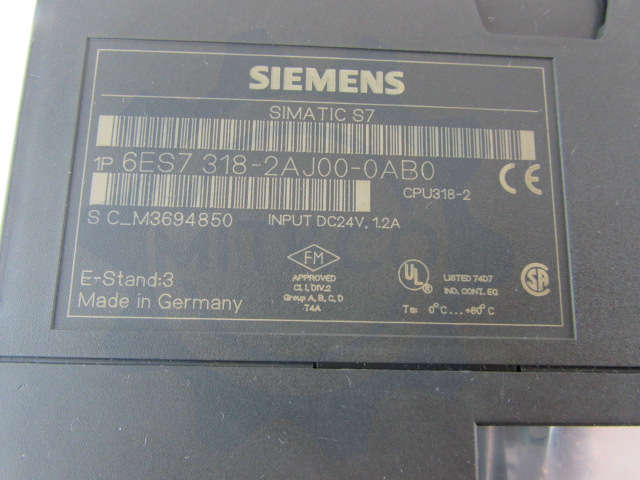 SIEMENS
SIMATIC S7
1P 6ES7 318-2AJ00-0AB0
CPU318-2
S C_M3694850 INPUT DC24V, 1.2A
CE
FM
APPROVED
CI. I, DIV.2
Group A, B, C, D
T4A
UL
LISTED 74D7
IND. CONT. EQ
Ta: 0°C...+60°C
E-Stand:3
Made in Germany